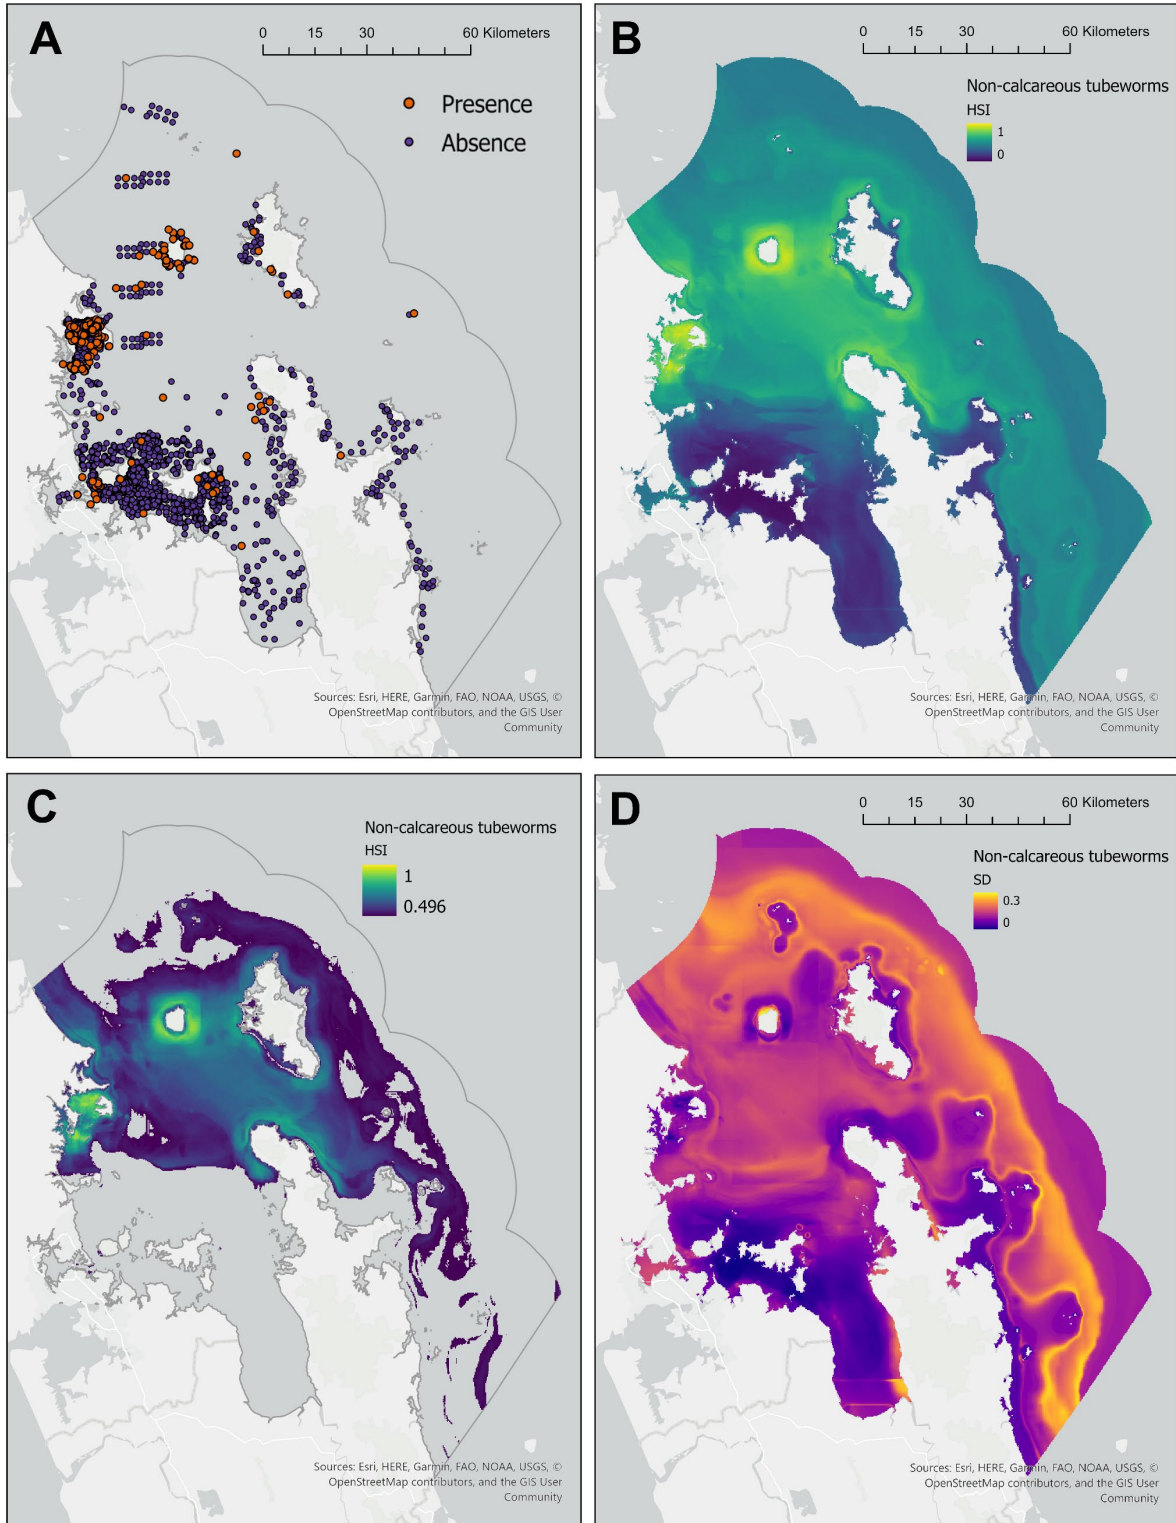 A
0 15 30 60 Kilometers
Presence
Absence
Sources: Esri, HERE, Garmin, FAO, NOAA, USGS, ©
OpenStreetMap contributors, and the GIS User
Community
B
0 15 30 60 Kilometers
Non-calcareous tubeworms
HSI
1
0
Sources: Esri, HERE, Garmin, FAO, NOAA, USGS, ©
OpenStreetMap contributors, and the GIS User
Community
C
Non-calcareous tubeworms
HSI
1
0.496
Sources: Esri, HERE, Garmin, FAO, NOAA, USGS, ©
OpenStreetMap contributors, and the GIS User
Community
D
0 15 30 60 Kilometers
Non-calcareous tubeworms
SD
0.3
0
Sources: Esri, HERE, Garmin, FAO, NOAA, USGS, ©
OpenStreetMap contributors, and the GIS User
Community